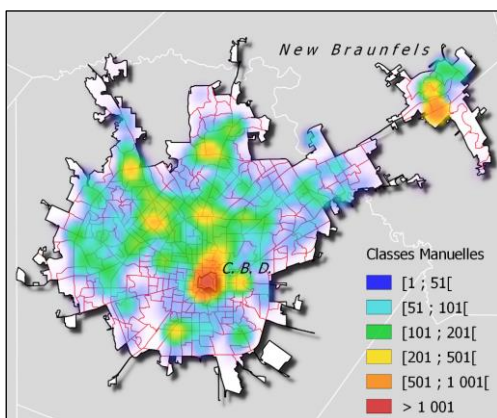 New Braunfels
C. B. D.
Classes Manuelles
[1 ; 51[
[51 ; 101[
[101 ; 201[
[201 ; 501[
[501 ; 1 001[
> 1 001